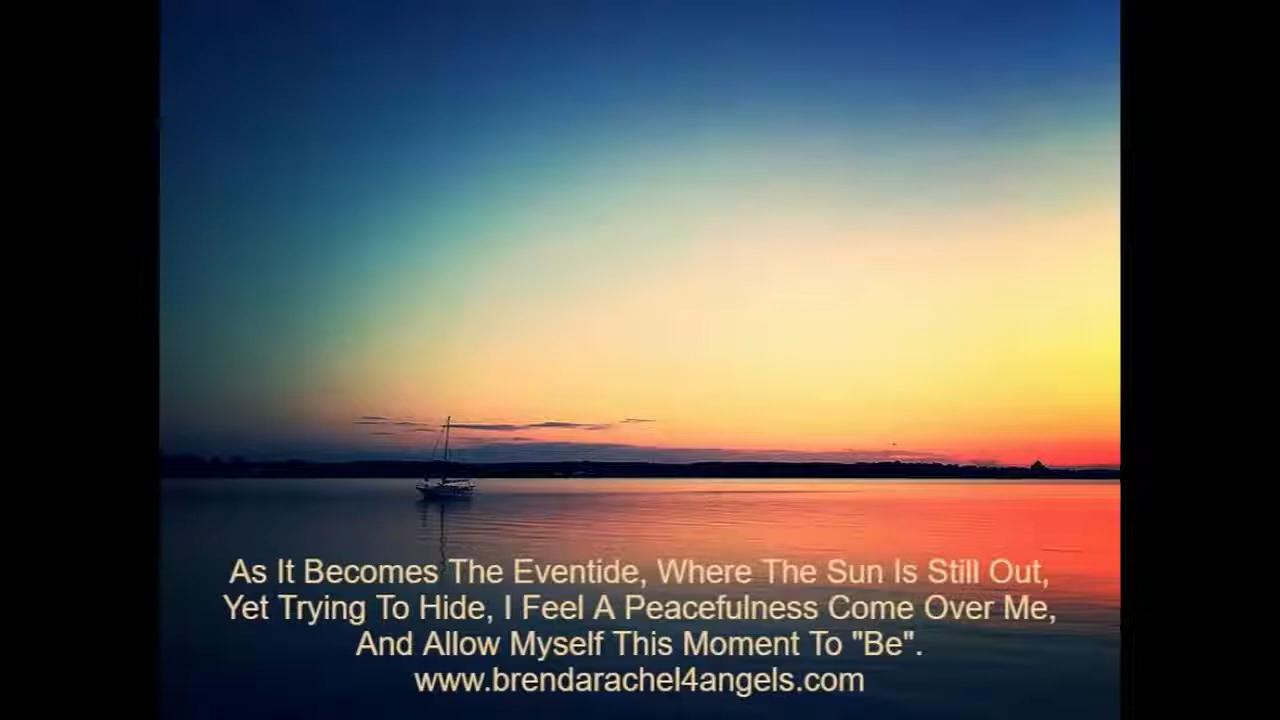 As It Becomes The Eventide, Where The Sun Is Still Out,
Yet Trying To Hide, I Feel A Peacefulness Come Over Me,
And Allow Myself This Moment To "Be".
www.brendarachel4angels.com